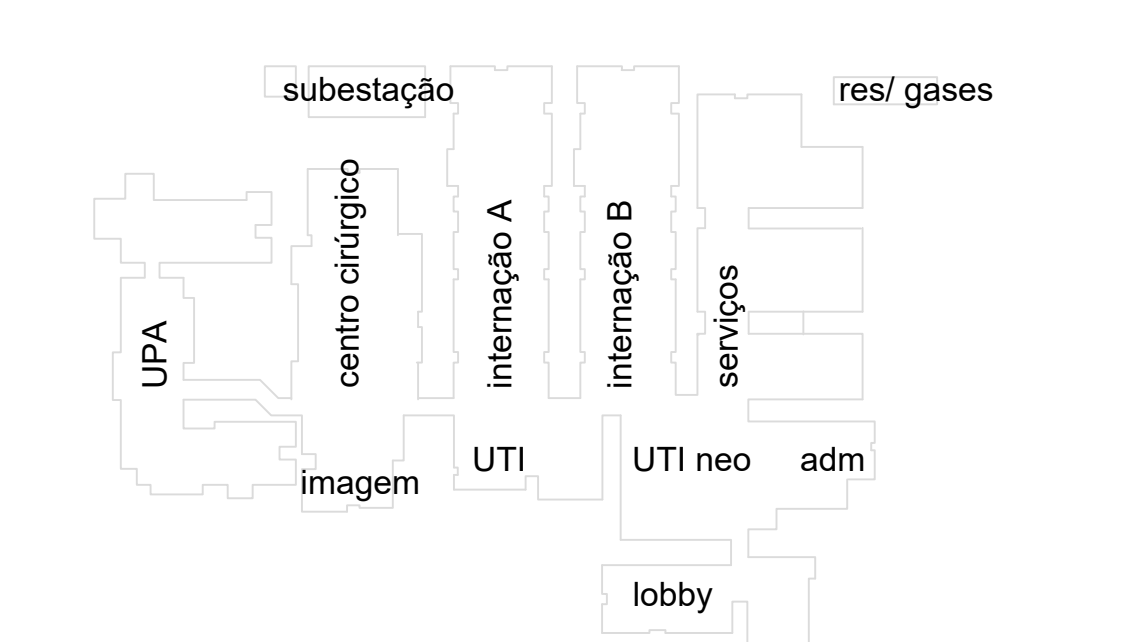 subestação
res/ gases
UPA
centro cirúrgico
internação A
internação B
serviços
UTI
UTI neo
adm
imagem
lobby